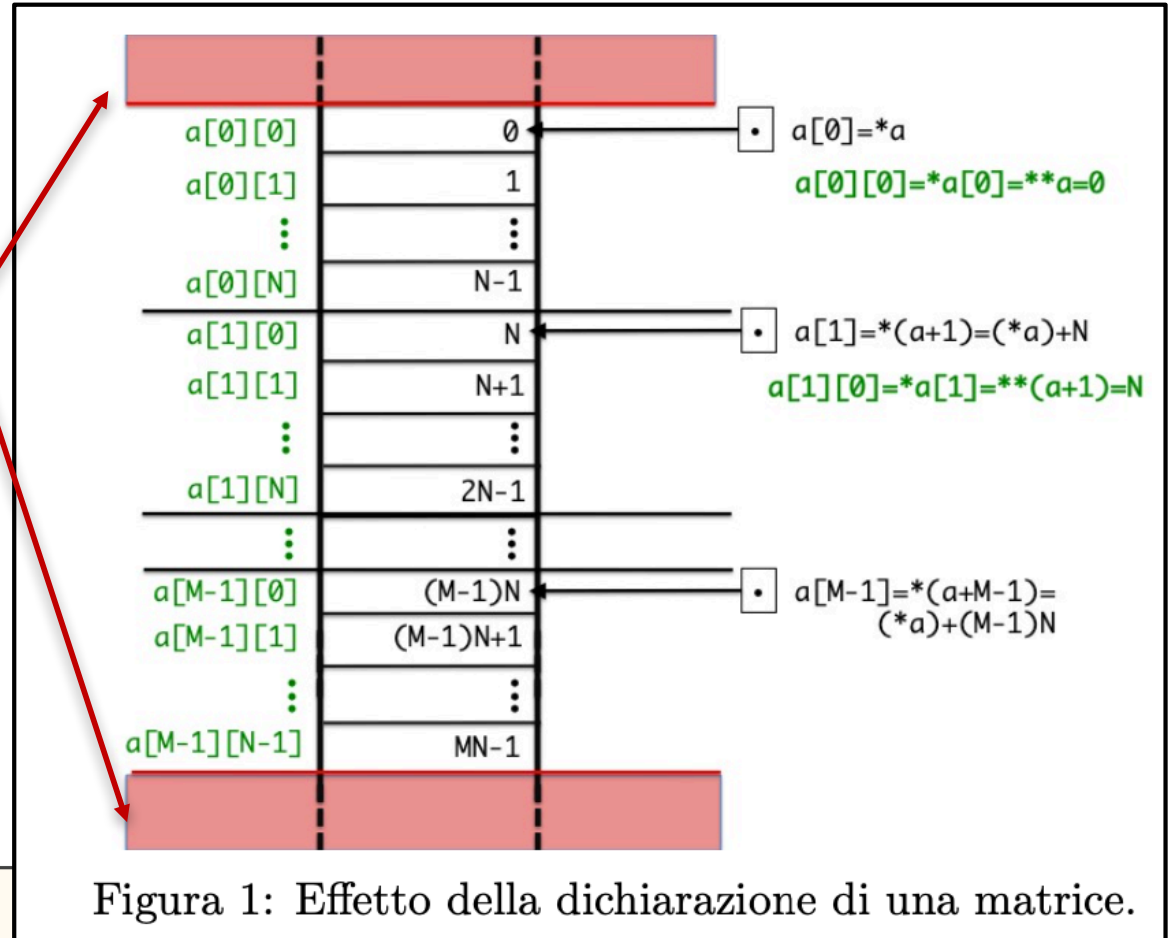 a[0][0] 0 a[0]=*a
a[0][1] 1 a[0][0]=*a[0]=**a=0
⋮ ⋮
a[0][N] N-1
a[1][0] N a[1]=*(a+1)=(*a)+N
a[1][1] N+1 a[1][0]=*a[1]=**(a+1)=N
⋮ ⋮
a[1][N] 2N-1
⋮ ⋮
a[M-1][0] (M-1)N a[M-1]=*(a+M-1)=
a[M-1][1] (M-1)N+1 (*a)+(M-1)N
⋮ ⋮
a[M-1][N-1] MN-1
Figura 1: Effetto della dichiarazione di una matrice.